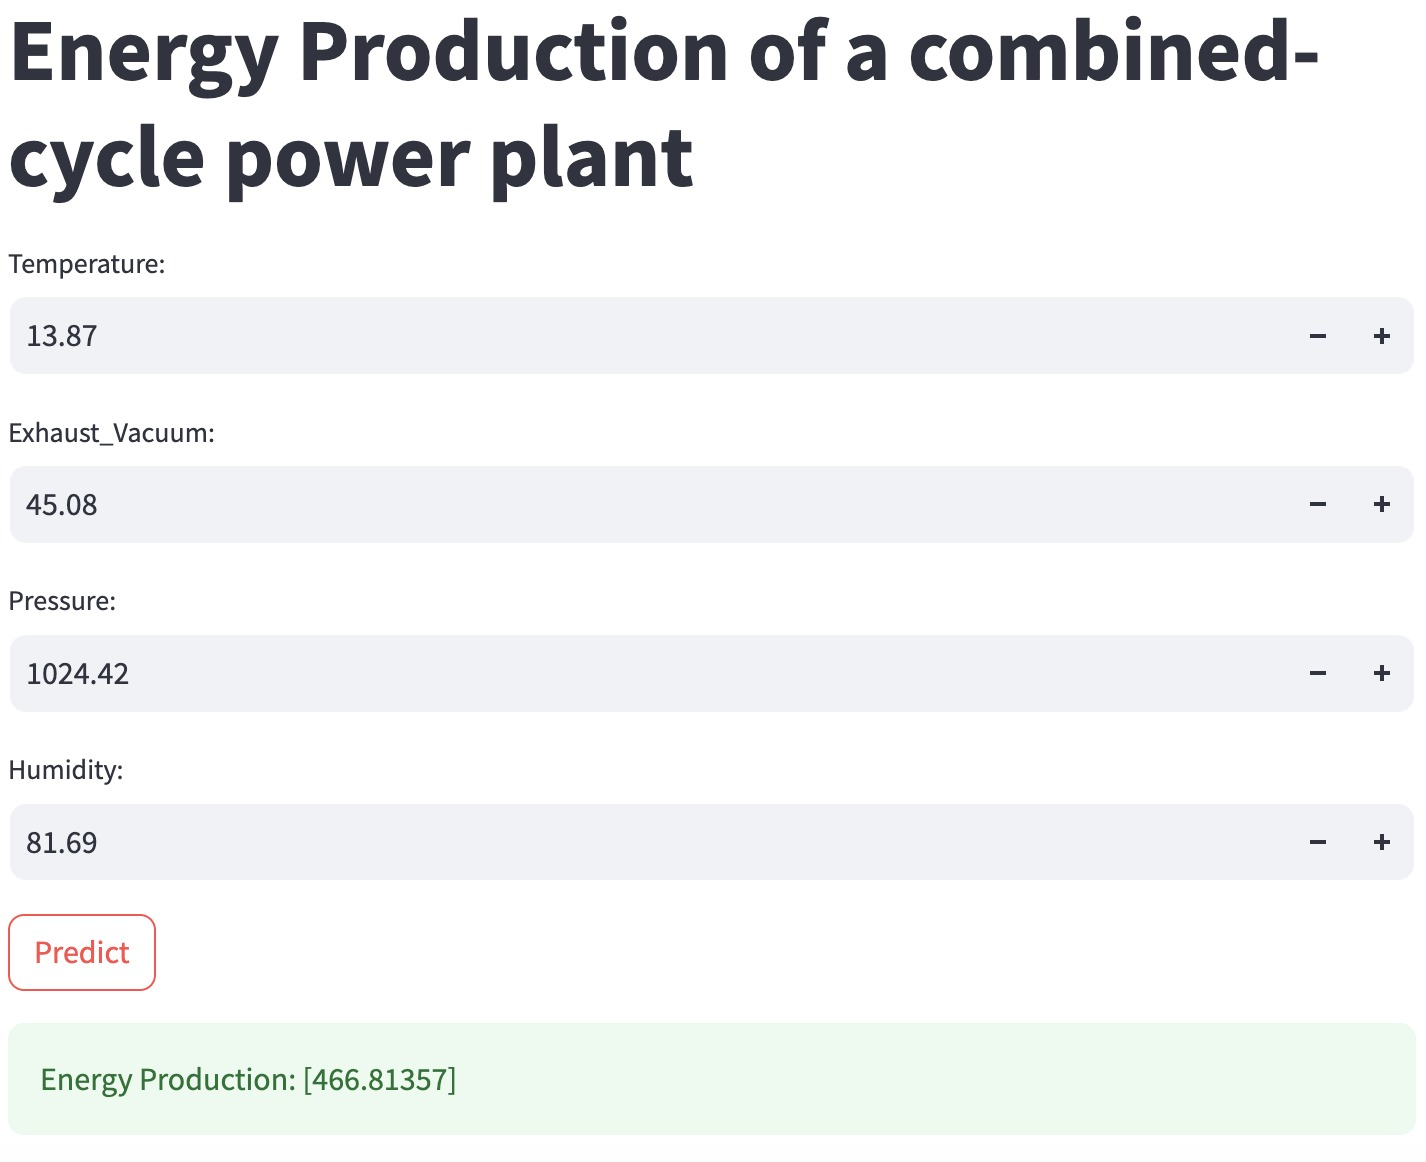 Energy Production of a combined-
cycle power plant
Temperature:
13.87 − +
Exhaust_Vacuum:
45.08 − +
Pressure:
1024.42 − +
Humidity:
81.69 − +
Predict
Energy Production: [466.81357]